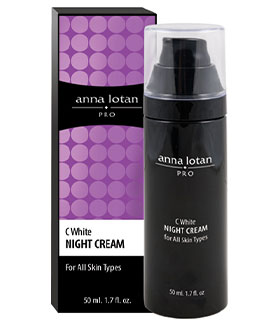 anna lotan
PRO
C White
NIGHT CREAM
For All Skin Types
50 ml. 1.7 fl. oz.
anna lotan
PRO
C White
NIGHT CREAM
For All Skin Types
50 ml. 1.7 fl. oz.